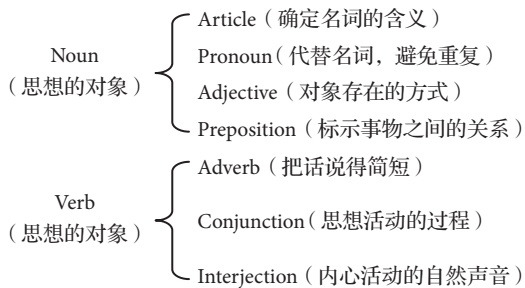 Article（确定名词的含义）
Noun
（思想的对象）
Pronoun（代替名词，避免重复）
Adjective（对象存在的方式）
Preposition（标示事物之间的关系）
Adverb（把话说得简短）
Verb
（思想的对象）
Conjunction（思想活动的过程）
Interjection（内心活动的自然声音）